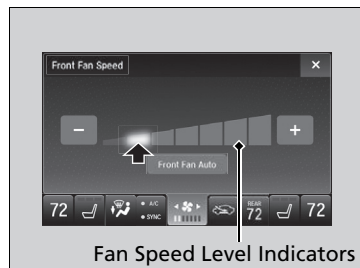 Front Fan Speed ×
− +
Front Fan Auto
72 • A/C REAR 72
• SYNC 72
Fan Speed Level Indicators